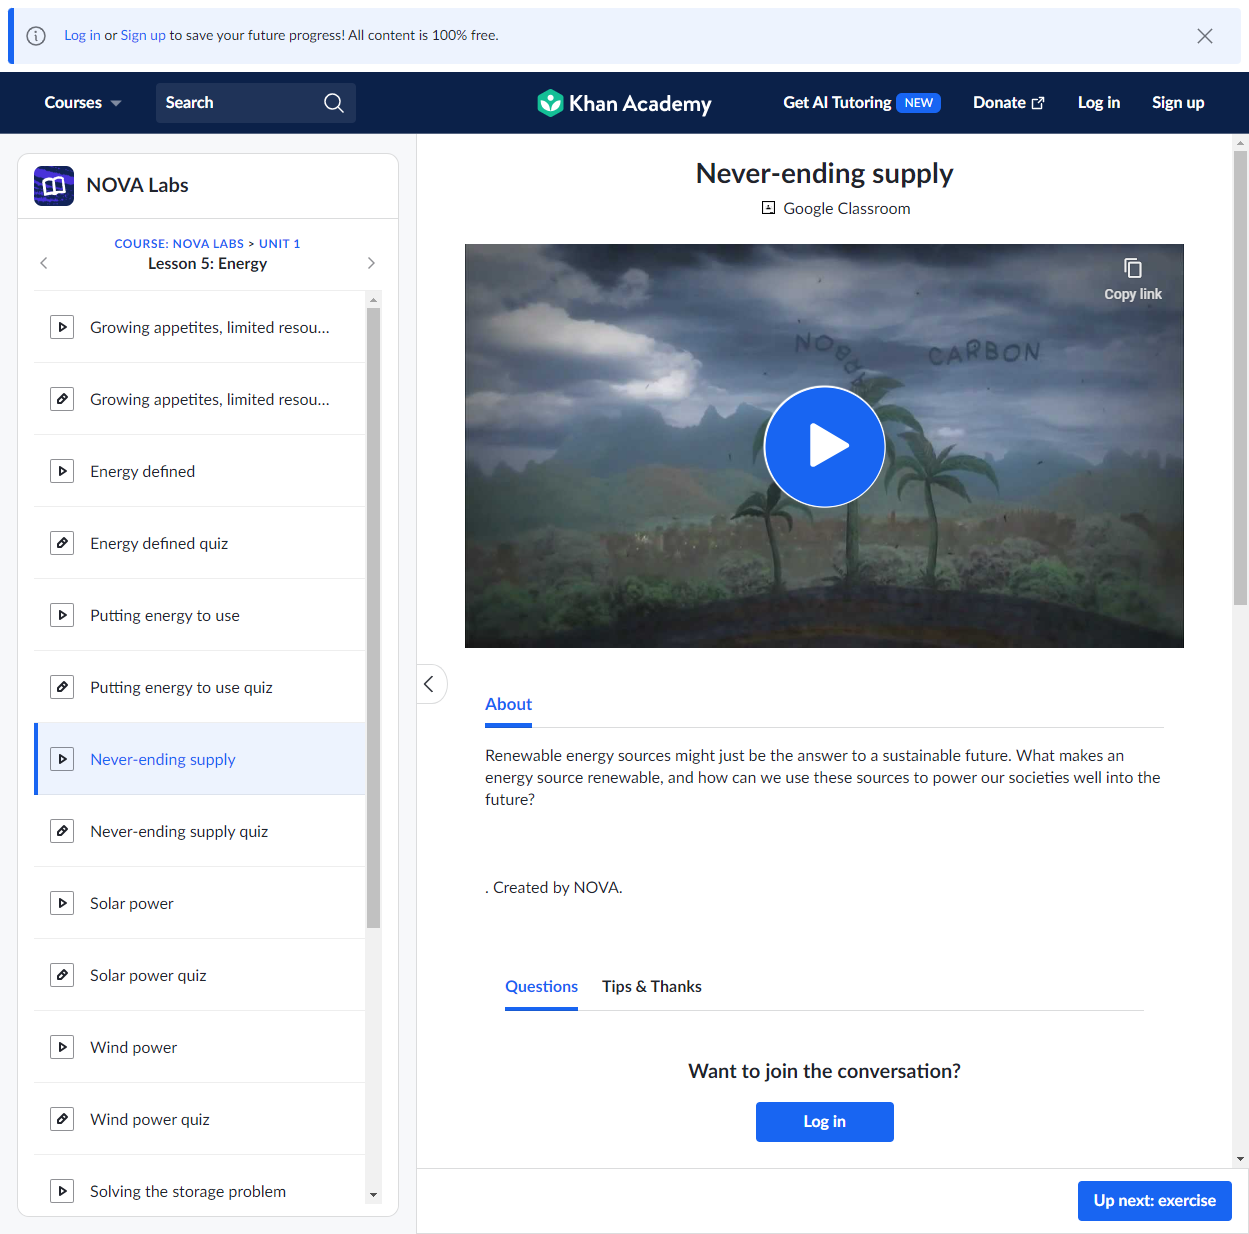 Log in or Sign up to save your future progress! All content is 100% free.
Courses
Search
Khan Academy
Get AI Tutoring NEW
Donate
Log in
Sign up
NOVA Labs
COURSE: NOVA LABS > UNIT 1
Lesson 5: Energy
Growing appetites, limited resou...
Growing appetites, limited resou...
Energy defined
Energy defined quiz
Putting energy to use
Putting energy to use quiz
Never-ending supply
Never-ending supply quiz
Solar power
Solar power quiz
Wind power
Wind power quiz
Solving the storage problem
Never-ending supply
Google Classroom
Copy link
CARBON
About
Renewable energy sources might just be the answer to a sustainable future. What makes an
energy source renewable, and how can we use these sources to power our societies well into the
future?
. Created by NOVA.
Questions
Tips & Thanks
Want to join the conversation?
Log in
Up next: exercise